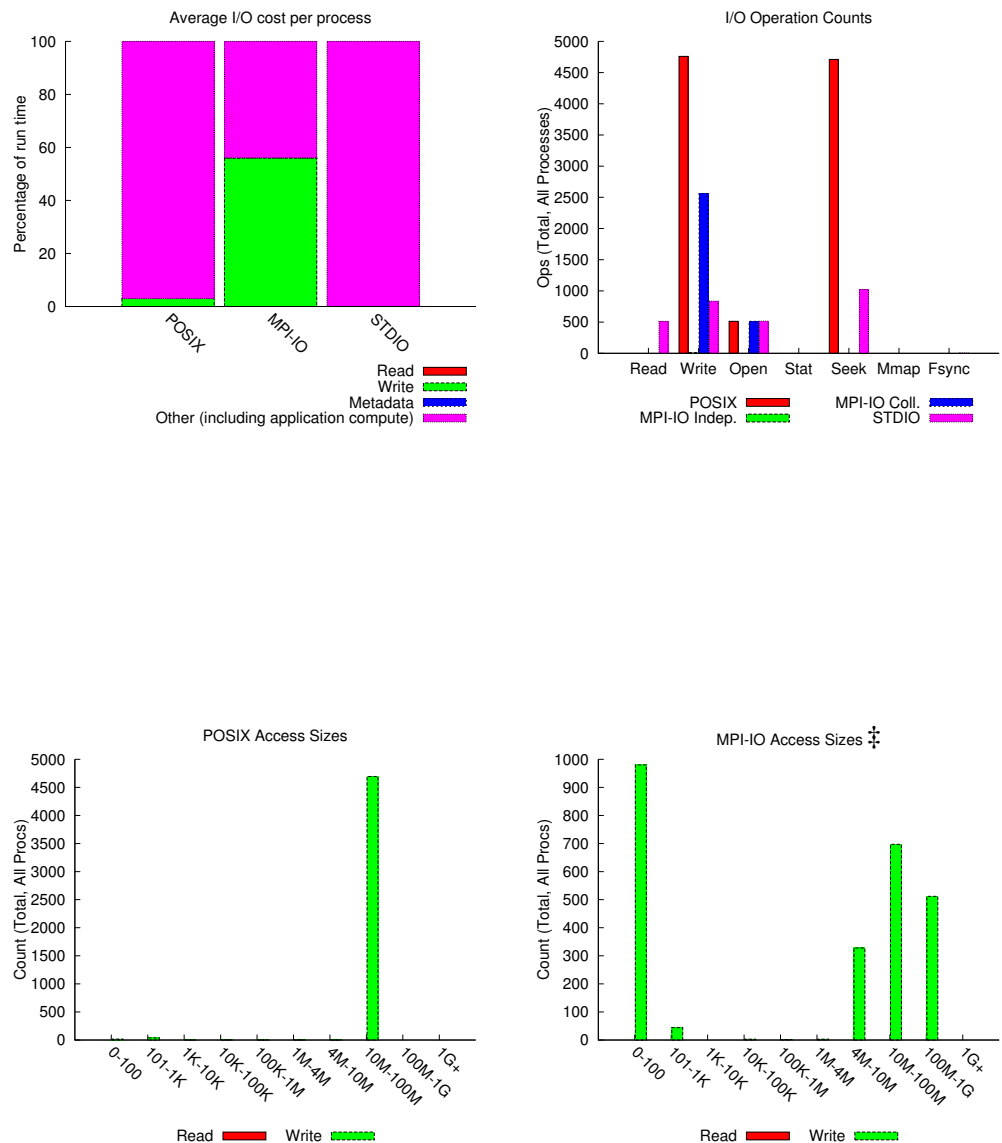 Average I/O cost per process
100
80
60
40
20
0
Percentage of run time
POSIX
MPI-IO
STDIO
Read
Write
Metadata
Other (including application compute)
I/O Operation Counts
5000
4500
4000
3500
3000
2500
2000
1500
1000
500
0
Ops (Total, All Processes)
Read Write Open Stat Seek Mmap Fsync
POSIX
MPI-IO Indep.
MPI-IO Coll.
STDIO
POSIX Access Sizes
5000
4500
4000
3500
3000
2500
2000
1500
1000
500
0
Count (Total, All Procs)
0-100
101-1K
1K-10K
10K-100K
100K-1M
1M-4M
4M-10M
10M-100M
100M-1G
1G+
Read Write
MPI-IO Access Sizes ‡
1000
900
800
700
600
500
400
300
200
100
0
Count (Total, All Procs)
0-100
101-1K
1K-10K
10K-100K
100K-1M
1M-4M
4M-10M
10M-100M
100M-1G
1G+
Read Write